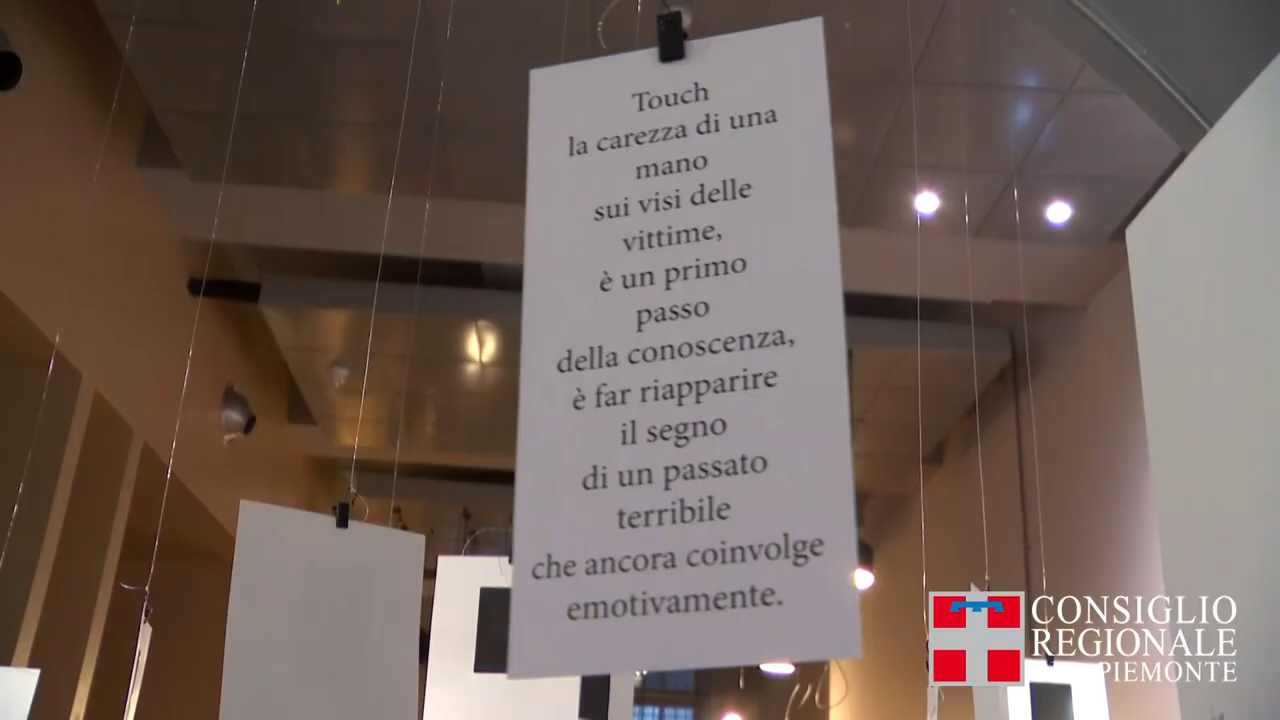 Touch
la carezza di una
mano
sui visi delle
vittime,
è un primo
passo
della conoscenza,
è far riapparire
il segno
di un passato
terribile
che ancora coinvolge
emotivamente.
CONSIGLIO
REGIONALE
PIEMONTE